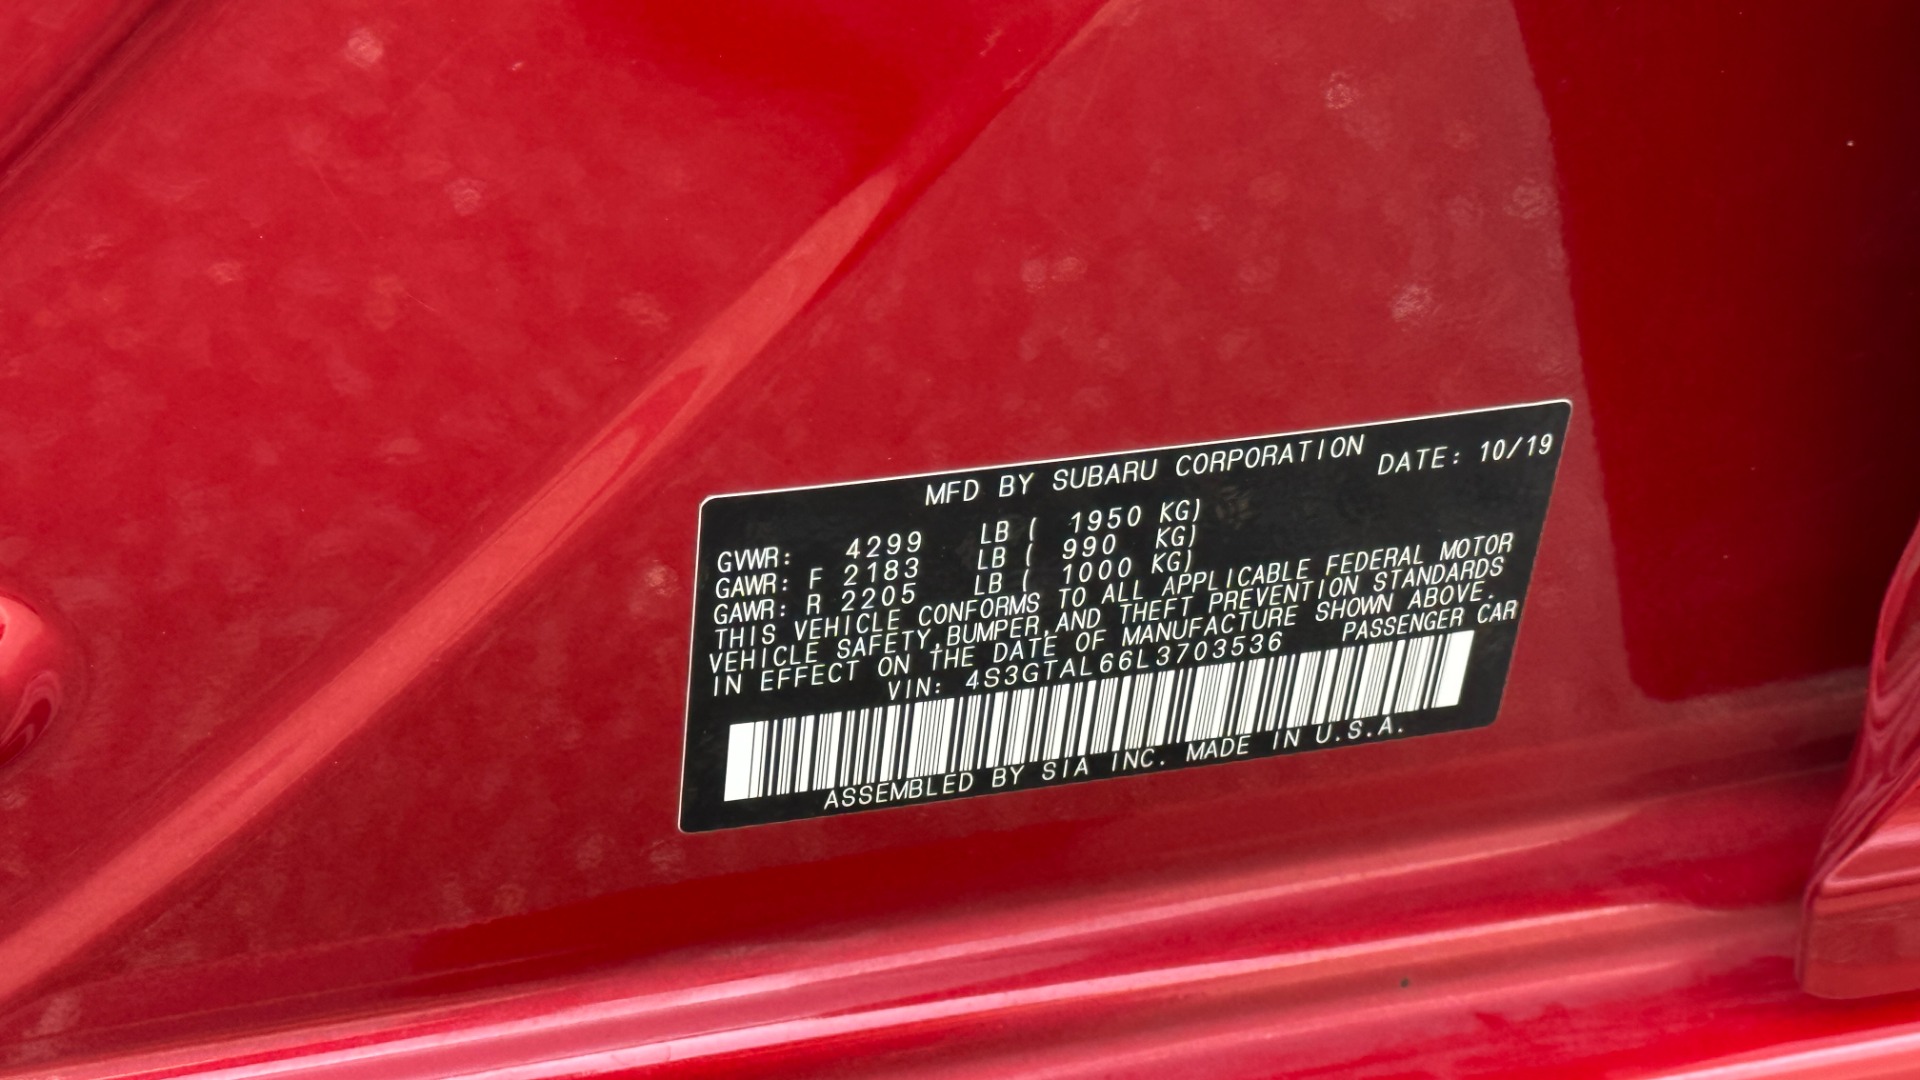 MFD BY SUBARU CORPORATION DATE: 10/19
GVWR: 4299 LB ( 1950 KG)
GAWR: F 2183 LB ( 990 KG)
GAWR: R 2205 LB ( 1000 KG)
THIS VEHICLE CONFORMS TO ALL APPLICABLE FEDERAL MOTOR
VEHICLE SAFETY, BUMPER, AND THEFT PREVENTION STANDARDS
IN EFFECT ON THE DATE OF MANUFACTURE SHOWN ABOVE.
VIN: 4S3GTAL66L3703536 PASSENGER CAR
ASSEMBLED BY SIA INC. MADE IN U.S.A.